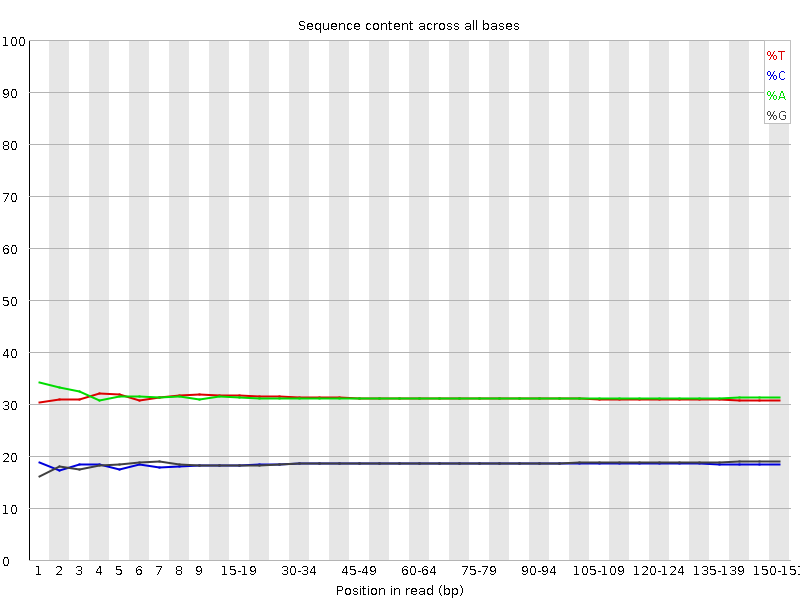 Sequence content across all bases
100
90
80
70
60
50
40
30
20
10
0
%T
%C
%A
%G
1 2 3 4 5 6 7 8 9 15-19 30-34 45-49 60-64 75-79 90-94 105-109 120-124 135-139 150-151
Position in read (bp)